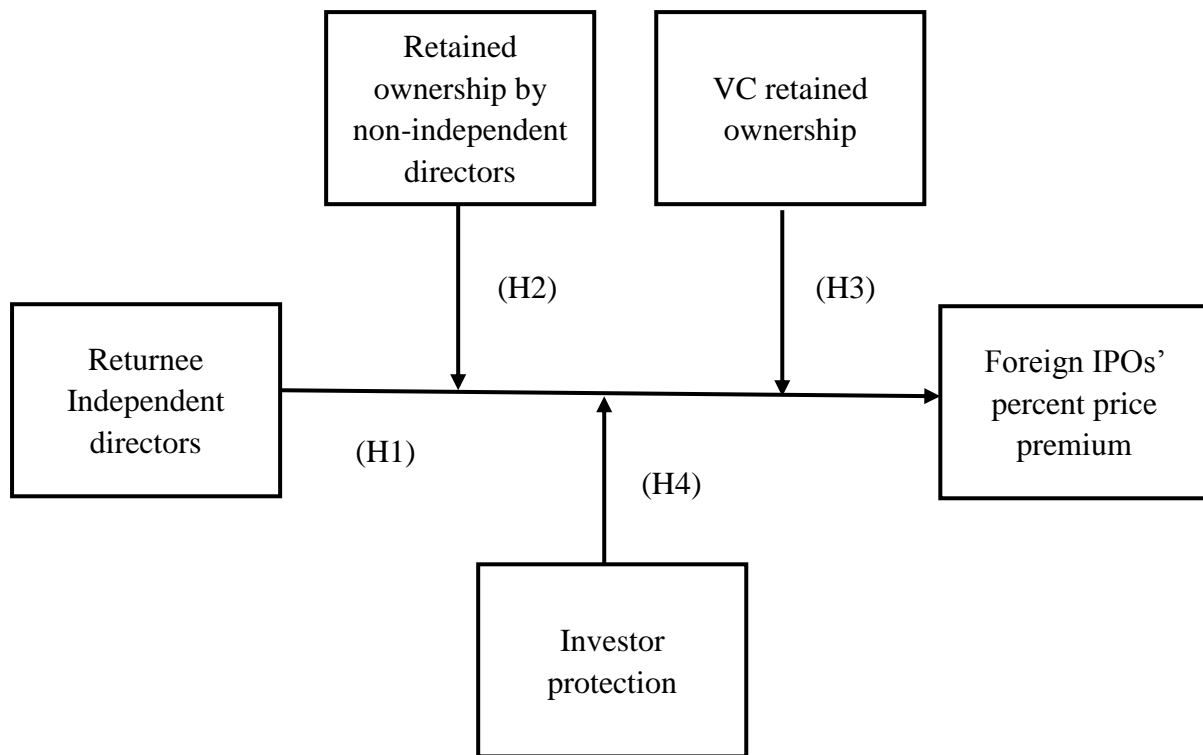 Retained
ownership by
non-independent
directors
VC retained
ownership
(H2)
(H3)
Returnee
Independent
directors
Foreign IPOs’
percent price
premium
(H1)
(H4)
Investor
protection